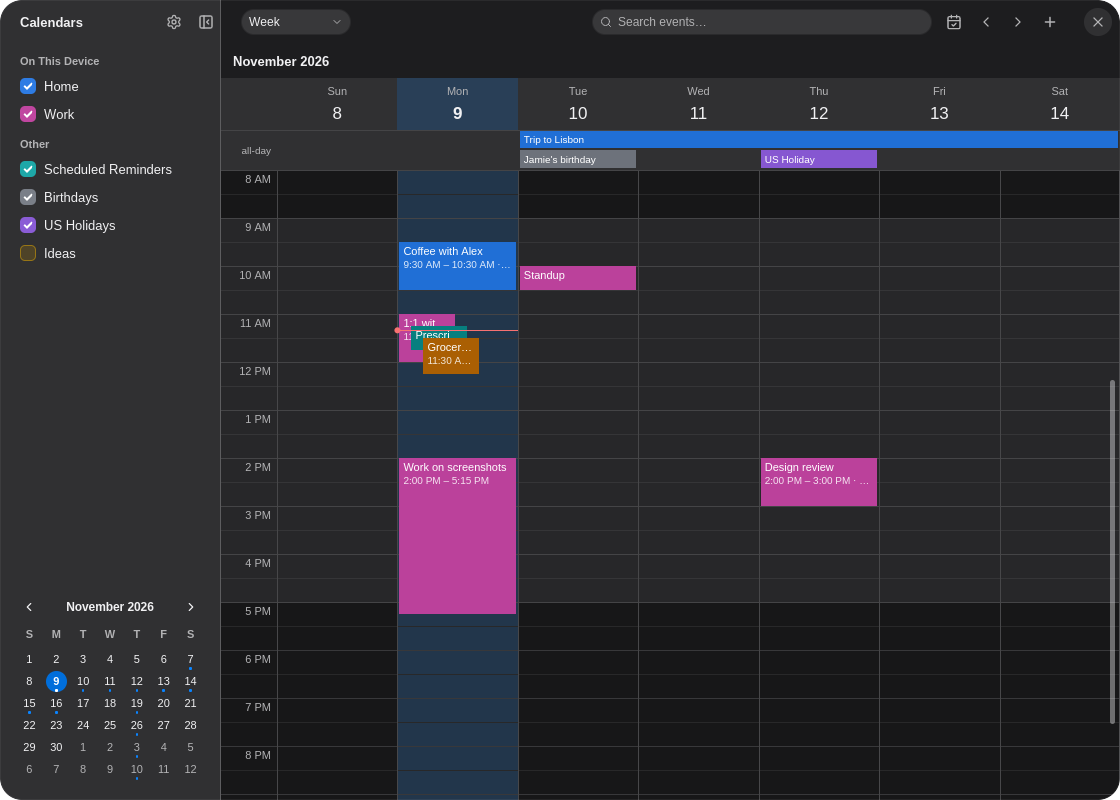 Calendars
On This Device
Home
Work
Other
Scheduled Reminders
Birthdays
US Holidays
Ideas
November 2026
S M T W T F S
1 2 3 4 5 6 7
8 9 10 11 12 13 14
15 16 17 18 19 20 21
22 23 24 25 26 27 28
29 30 1 2 3 4 5
6 7 8 9 10 11 12
Week
Search events…
November 2026
Sun Mon Tue Wed Thu Fri Sat
8 9 10 11 12 13 14
all-day
Trip to Lisbon
Jamie's birthday
US Holiday
8 AM
9 AM
Coffee with Alex
9:30 AM – 10:30 AM ·…
10 AM
Standup
11 AM
1:1 wit
11:
Prescri
Grocer…
11:30 A…
12 PM
1 PM
2 PM
Work on screenshots
2:00 PM – 5:15 PM
Design review
2:00 PM – 3:00 PM · …
3 PM
4 PM
5 PM
6 PM
7 PM
8 PM